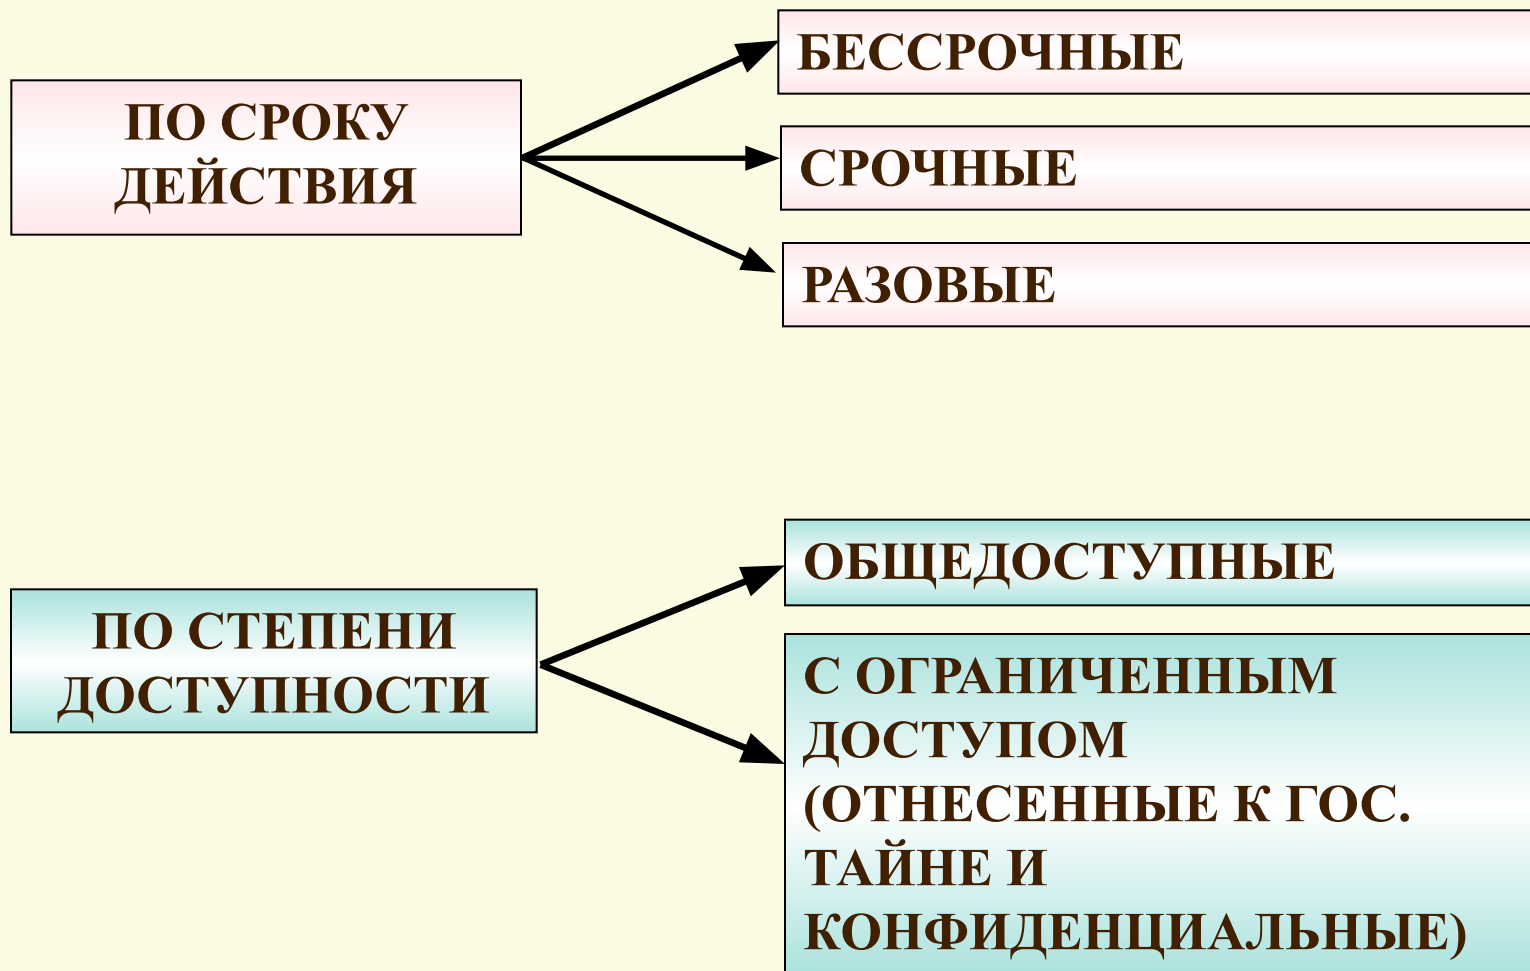 ПО СРОКУ
ДЕЙСТВИЯ
БЕССРОЧНЫЕ
СРОЧНЫЕ
РАЗОВЫЕ
ПО СТЕПЕНИ
ДОСТУПНОСТИ
ОБЩЕДОСТУПНЫЕ
С ОГРАНИЧЕННЫМ
ДОСТУПОМ
(ОТНЕСЕННЫЕ К ГОС.
ТАЙНЕ И
КОНФИДЕНЦИАЛЬНЫЕ)